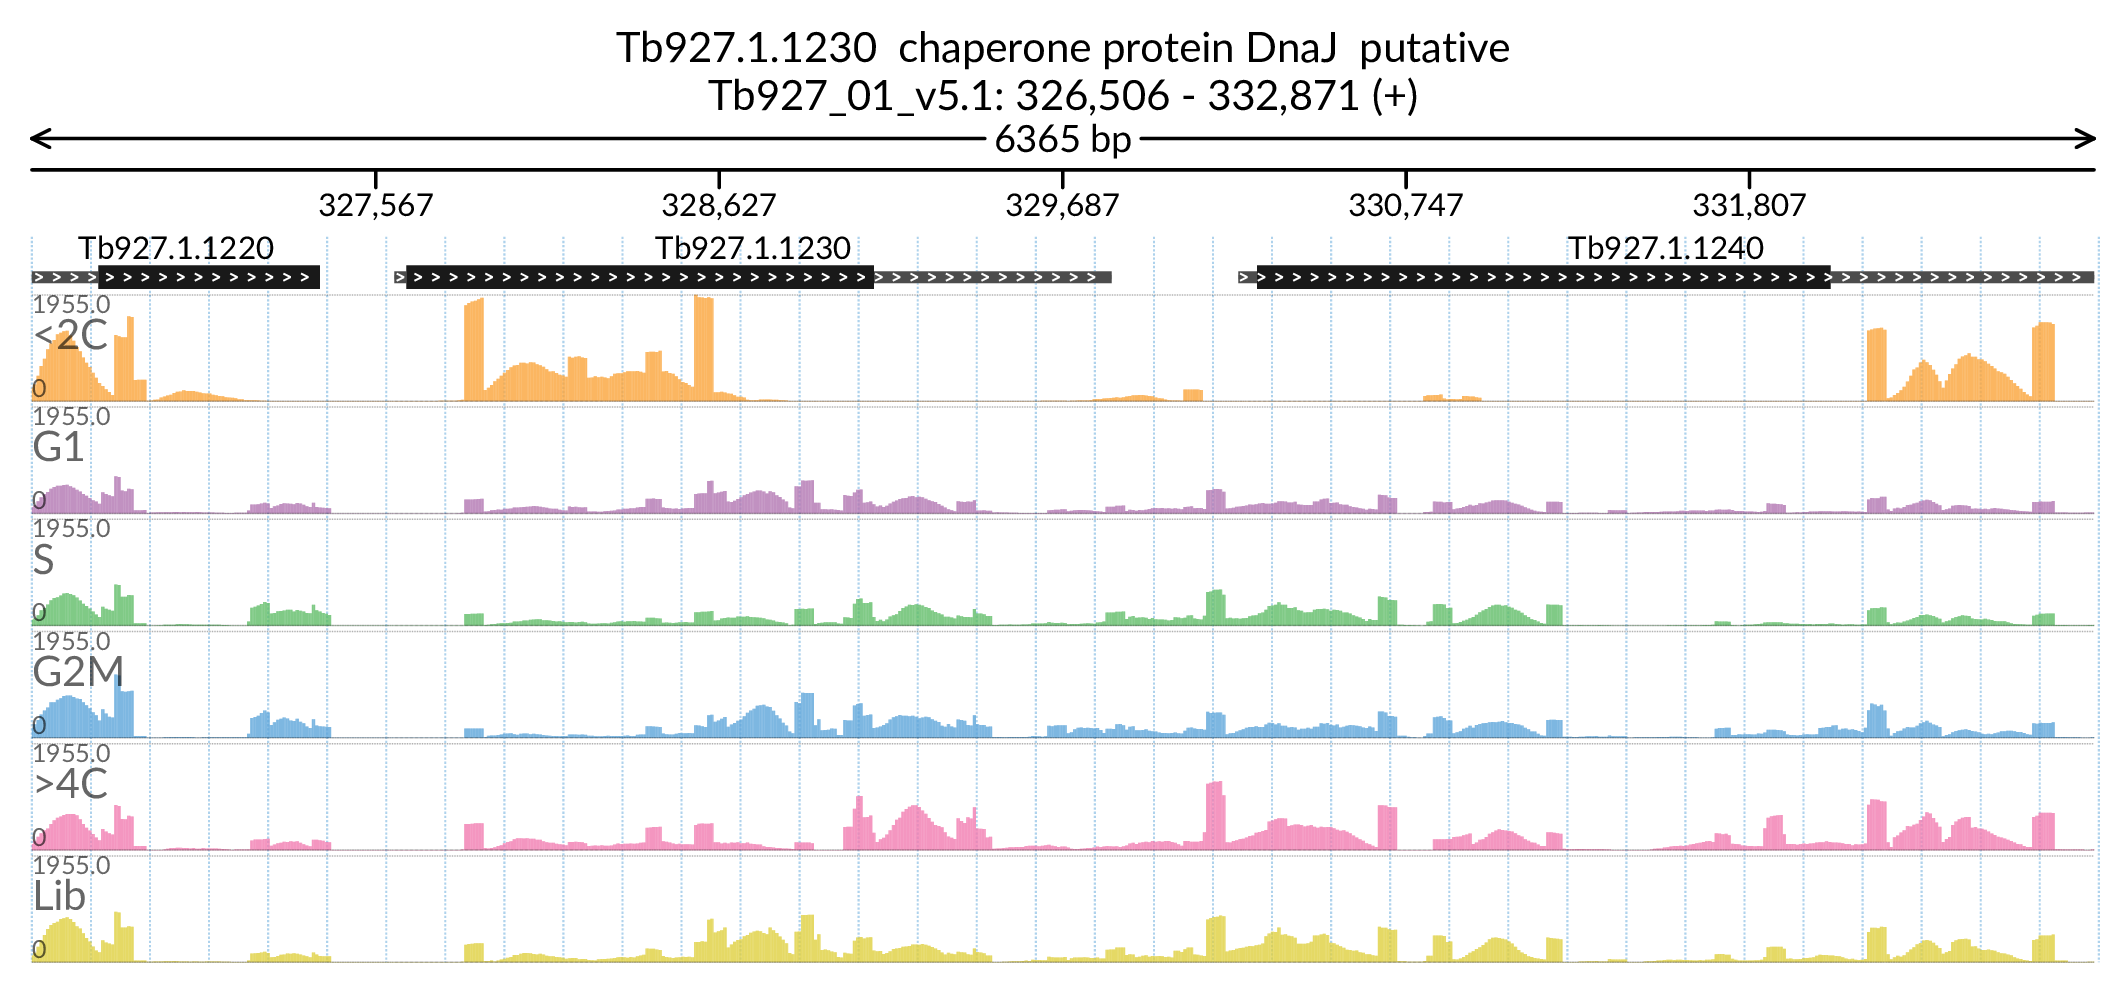 Tb927.1.1230 chaperone protein DnaJ putative
Tb927_01_v5.1: 326,506 - 332,871 (+)
6365 bp
327,567 328,627 329,687 330,747 331,807
Tb927.1.1220 Tb927.1.1230 Tb927.1.1240
1955.0
<2C
0
1955.0
G1
0
1955.0
S
0
1955.0
G2M
0
1955.0
>4C
0
1955.0
Lib
0